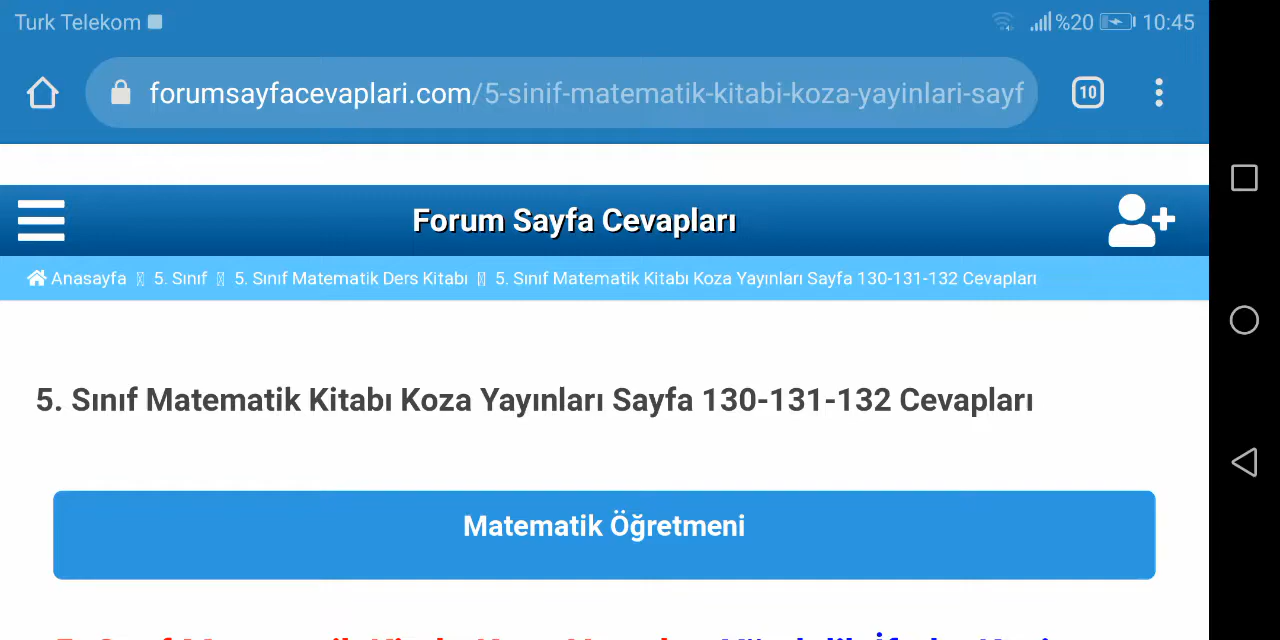 Turk Telekom
%20 10:45
forumsayfacevaplari.com/5-sinif-matematik-kitabi-koza-yayinlari-sayf
10
Forum Sayfa Cevapları
Anasayfa 5. Sınıf 5. Sınıf Matematik Ders Kitabı 5. Sınıf Matematik Kitabı Koza Yayınları Sayfa 130-131-132 Cevapları
5. Sınıf Matematik Kitabı Koza Yayınları Sayfa 130-131-132 Cevapları
Matematik Öğretmeni